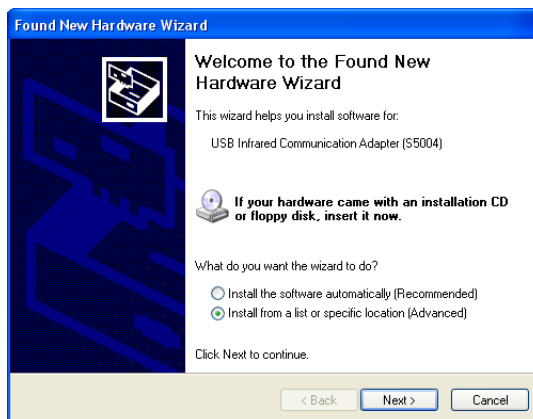 Found New Hardware Wizard
Welcome to the Found New
Hardware Wizard
This wizard helps you install software for:
USB Infrared Communication Adapter (S5004)
If your hardware came with an installation CD
or floppy disk, insert it now.
What do you want the wizard to do?
Install the software automatically (Recommended)
Install from a list or specific location (Advanced)
Click Next to continue.
< Back
Next >
Cancel